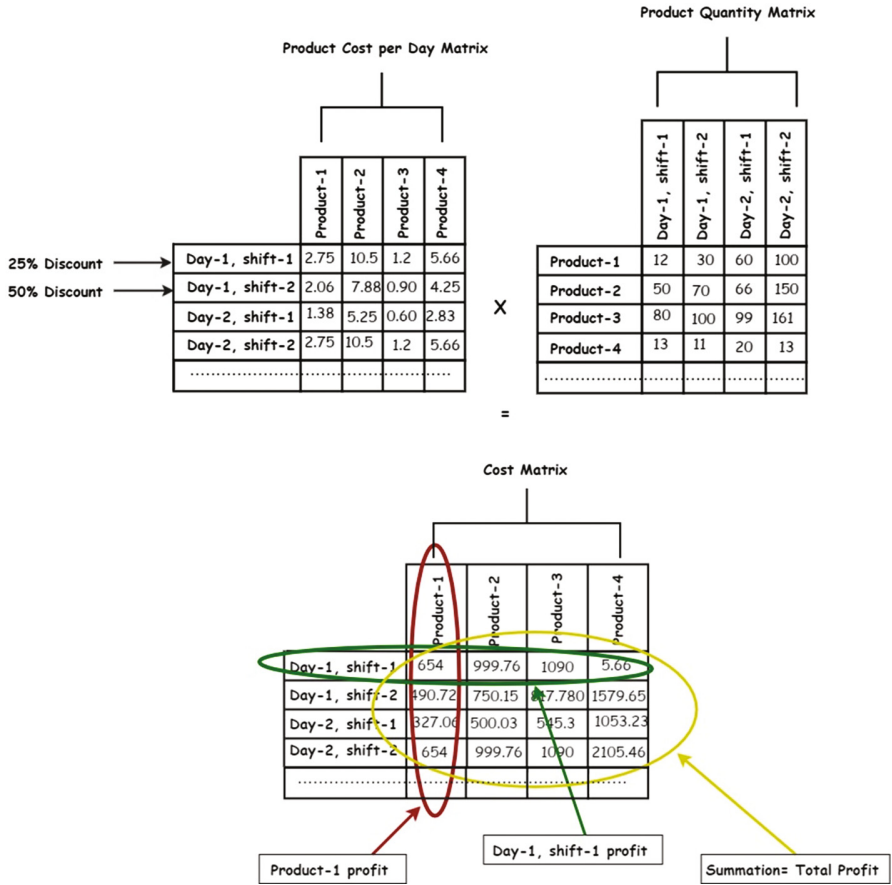 Product Quantity Matrix
Product Cost per Day Matrix
Product-1 Product-2 Product-3 Product-4
Day-1, shift-1 Day-1, shift-2 Day-2, shift-1 Day-2, shift-2
25% Discount Day-1, shift-1 2.75 10.5 1.2 5.66
50% Discount Day-1, shift-2 2.06 7.88 0.90 4.25
Day-2, shift-1 1.38 5.25 0.60 2.83
Day-2, shift-2 2.75 10.5 1.2 5.66
X
Product-1 12 30 60 100
Product-2 50 70 66 150
Product-3 80 100 99 161
Product-4 13 11 20 13
=
Cost Matrix
Product-1 Product-2 Product-3 Product-4
Day-1, shift-1 654 999.76 1090 5.66
Day-1, shift-2 490.72 750.15 1579.65
Day-2, shift-1 327.06 500.03 545.3 1053.23
Day-2, shift-2 654 999.76 1090 2105.46
Day-1, shift-1 profit
Product-1 profit
Summation= Total Profit